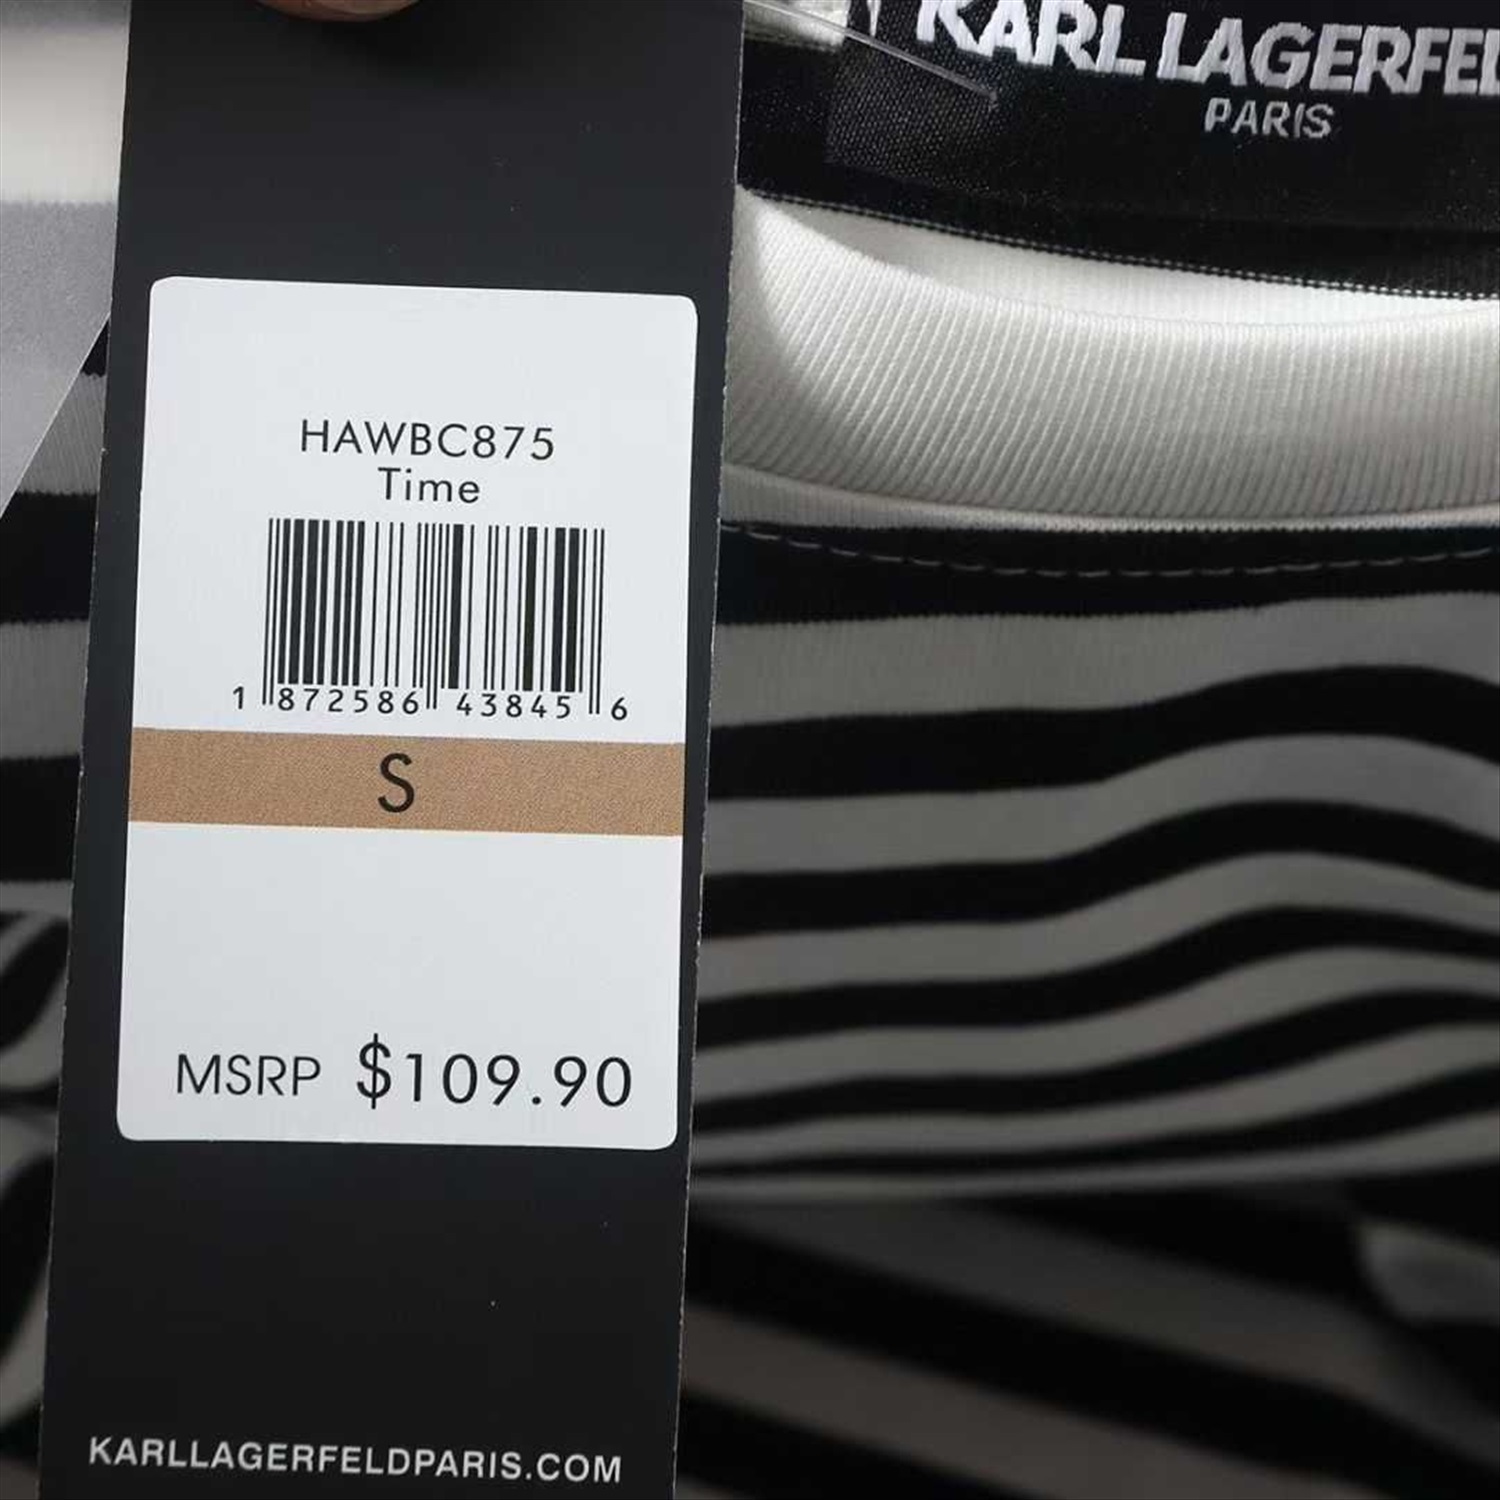 KARL LAGERFEL
PARIS
HAWBC875
Time
1 872586 43845 6
S
MSRP $109.90
KARLLAGERFELDPARIS.COM